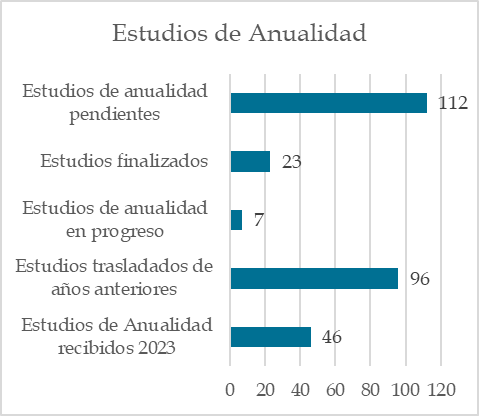 Estudios de Anualidad
Estudios de anualidad
pendientes
112
Estudios finalizados
23
Estudios de anualidad
en progreso
7
Estudios trasladados de
años anteriores
96
Estudios de Anualidad
recibidos 2023
46
0 20 40 60 80 100 120